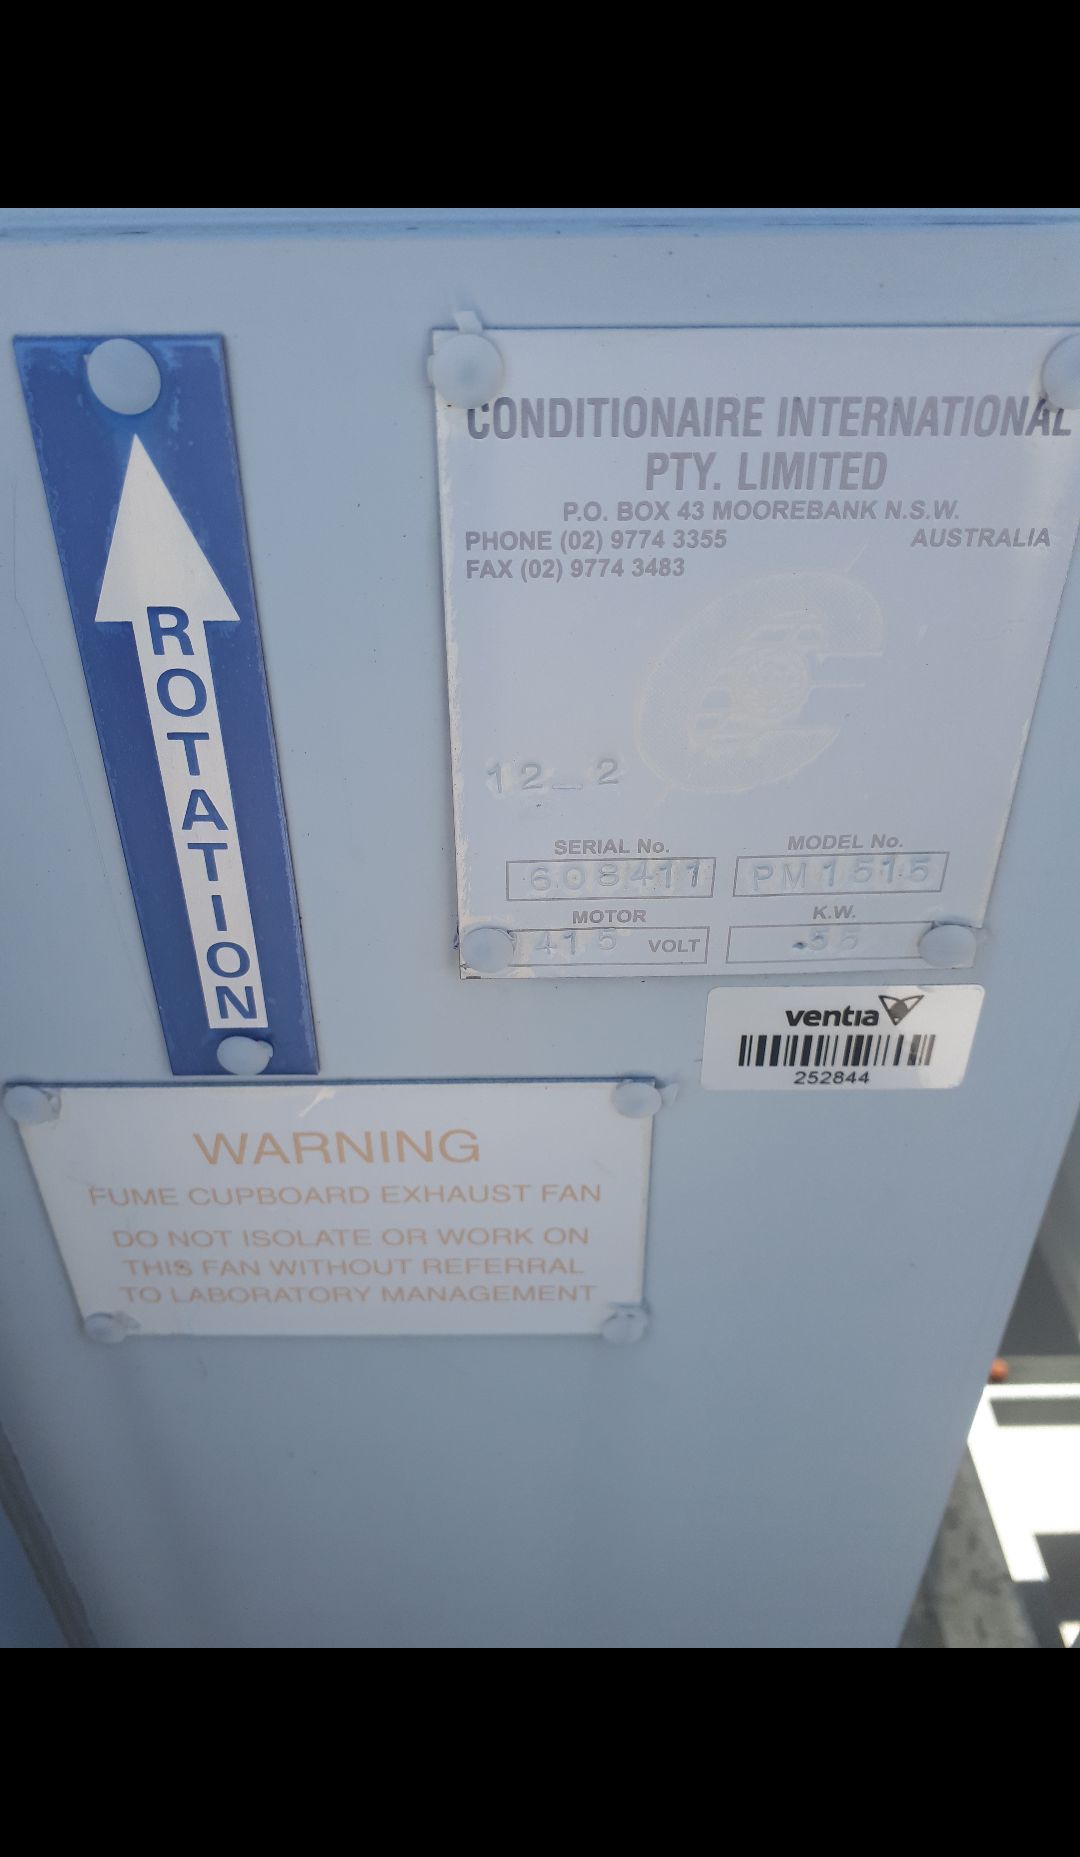 ROTATION
CONDITIONAIRE INTERNATIONAL
PTY. LIMITED
P.O. BOX 43 MOOREBANK N.S.W.
PHONE (02) 9774 3355 AUSTRALIA
FAX (02) 9774 3483
12_2
SERIAL No. MODEL No.
608411 PM1515
MOTOR K.W.
415 VOLT .55
ventia
252844
WARNING
FUME CUPBOARD EXHAUST FAN
DO NOT ISOLATE OR WORK ON
THIS FAN WITHOUT REFERRAL
TO LABORATORY MANAGEMENT